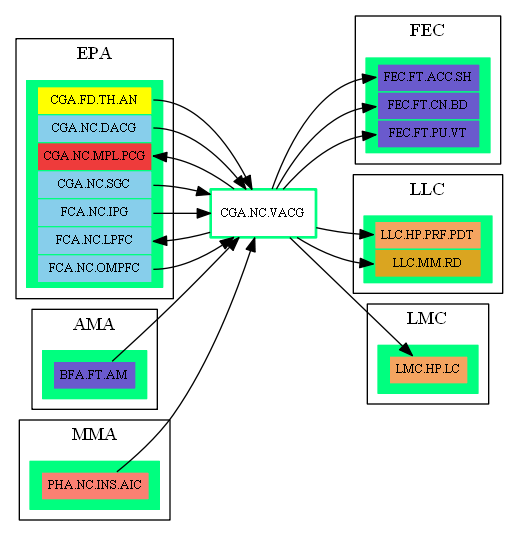 EPA
CGA.FD.TH.AN
CGA.NC.DACG
CGA.NC.MPL.PCG
CGA.NC.SGC
FCA.NC.IPG
FCA.NC.LPFC
FCA.NC.OMPFC
AMA
BFA.FT.AM
MMA
PHA.NC.INS.AIC
CGA.NC.VACG
FEC
FEC.FT.ACC.SH
FEC.FT.CN.BD
FEC.FT.PU.VT
LLC
LLC.HP.PRF.PDT
LLC.MM.RD
LMC
LMC.HP.LC